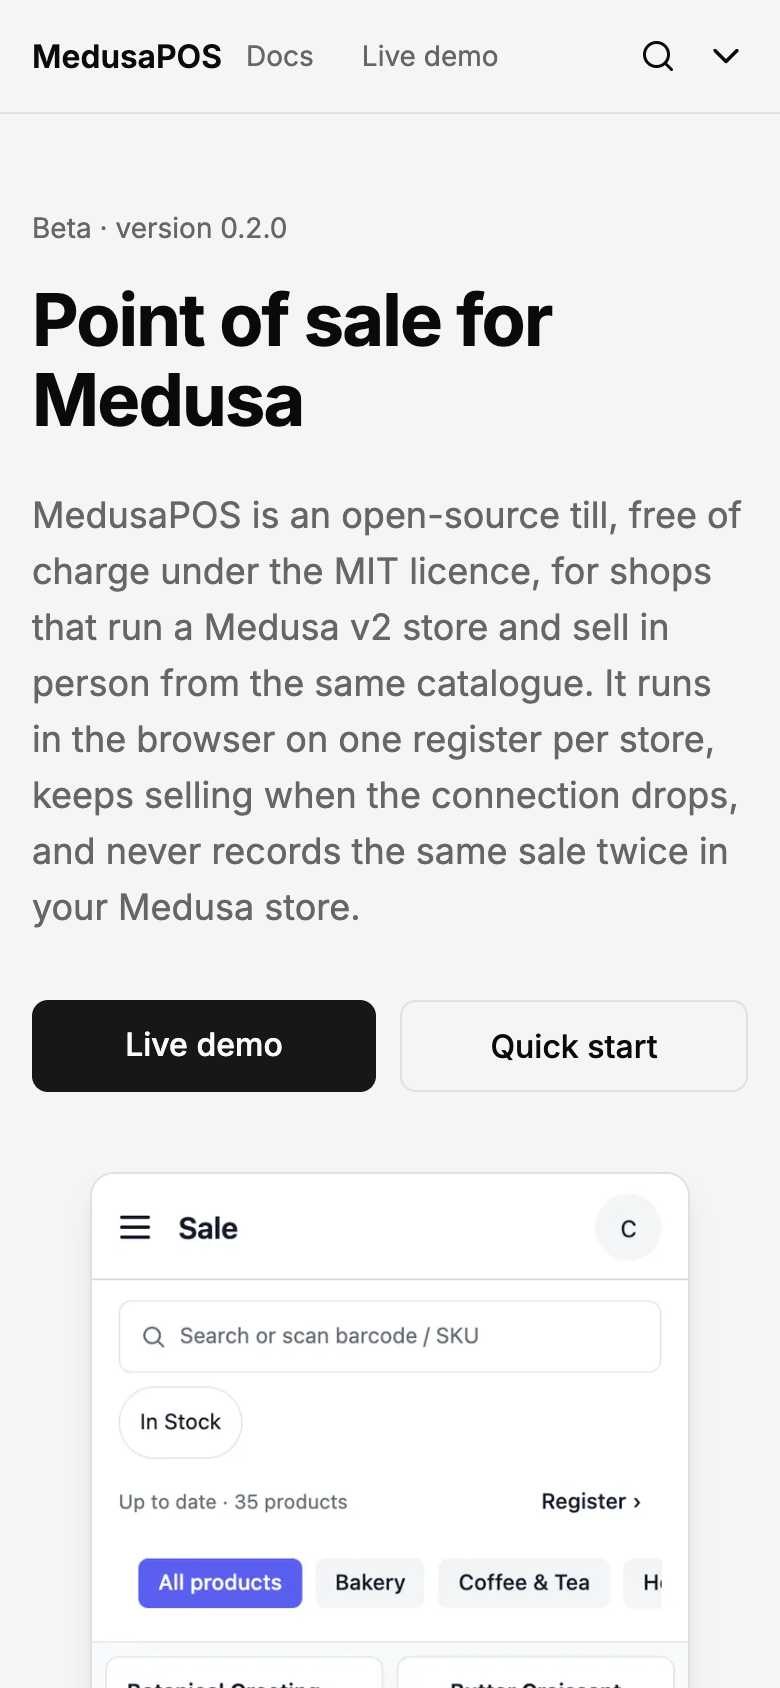 MedusaPOS Docs Live demo
Beta · version 0.2.0
Point of sale for
Medusa
MedusaPOS is an open-source till, free of
charge under the MIT licence, for shops
that run a Medusa v2 store and sell in
person from the same catalogue. It runs
in the browser on one register per store,
keeps selling when the connection drops,
and never records the same sale twice in
your Medusa store.
Live demo Quick start
Sale C
Search or scan barcode / SKU
In Stock
Up to date · 35 products Register ›
All products Bakery Coffee & Tea